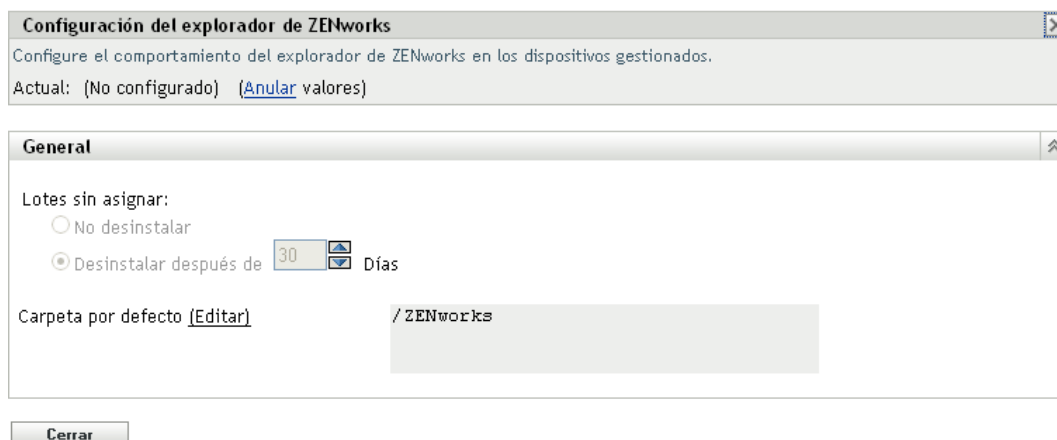 Configuración del explorador de ZENworks
Configure el comportamiento del explorador de ZENworks en los dispositivos gestionados.
Actual: (No configurado) (Anular valores)
General
Lotes sin asignar:
No desinstalar
Desinstalar después de 30 Días
Carpeta por defecto (Editar) /ZENworks
Cerrar